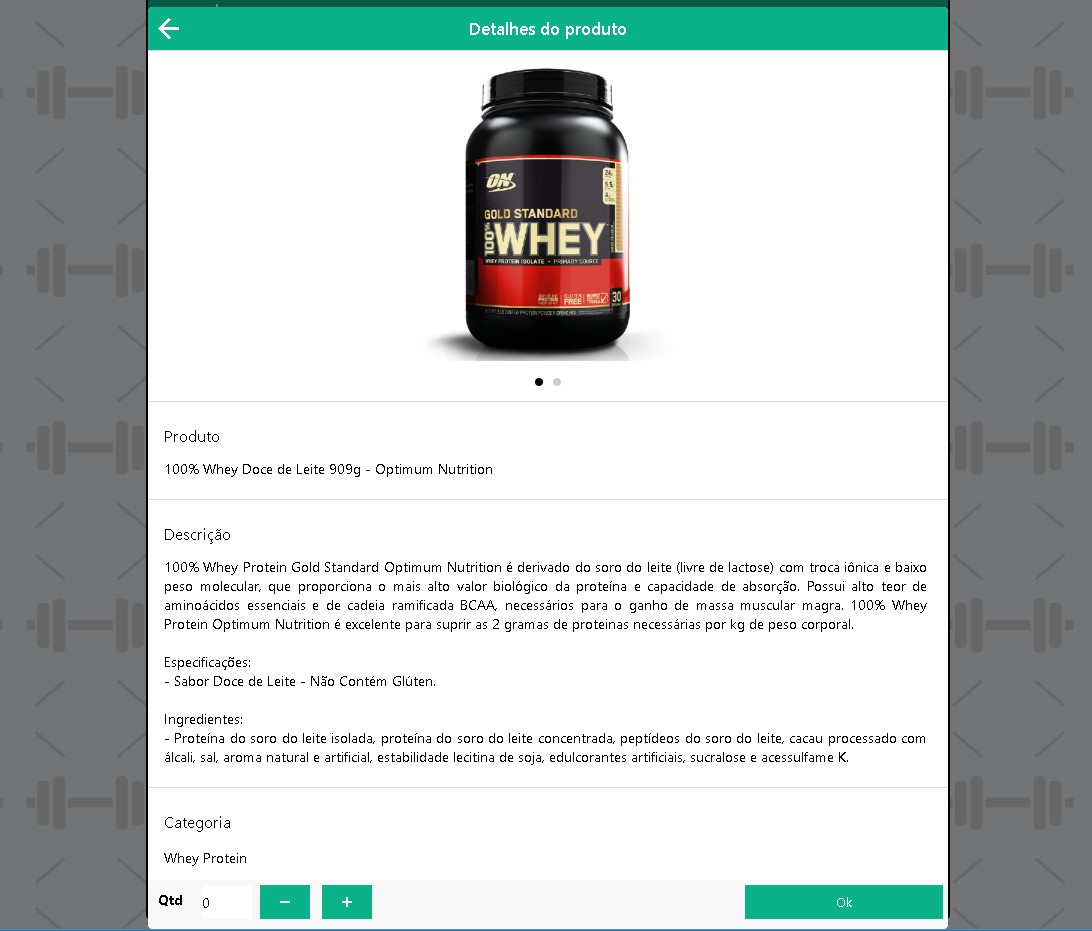 Detalhes do produto
ON
GOLD STANDARD
100% WHEY
WHEY PROTEIN ISOLATE - PRIMARY SOURCE
FREE
30
Produto
100% Whey Doce de Leite 909g - Optimum Nutrition
Descrição
100% Whey Protein Gold Standard Optimum Nutrition é derivado do soro do leite (livre de lactose) com troca iônica e baixo
peso molecular, que proporciona o mais alto valor biológico da proteína e capacidade de absorção. Possui alto teor de
aminoácidos essenciais e de cadeia ramificada BCAA, necessários para o ganho de massa muscular magra. 100% Whey
Protein Optimum Nutrition é excelente para suprir as 2 gramas de proteinas necessárias por kg de peso corporal.
Especificações:
- Sabor Doce de Leite - Não Contém Glúten.
Ingredientes:
- Proteína do soro do leite isolada, proteína do soro do leite concentrada, peptídeos do soro do leite, cacau processado com
álcali, sal, aroma natural e artificial, estabilidade lecitina de soja, edulcorantes artificiais, sucralose e acessulfame K.
Categoria
Whey Protein
Qtd 0 − + Ok